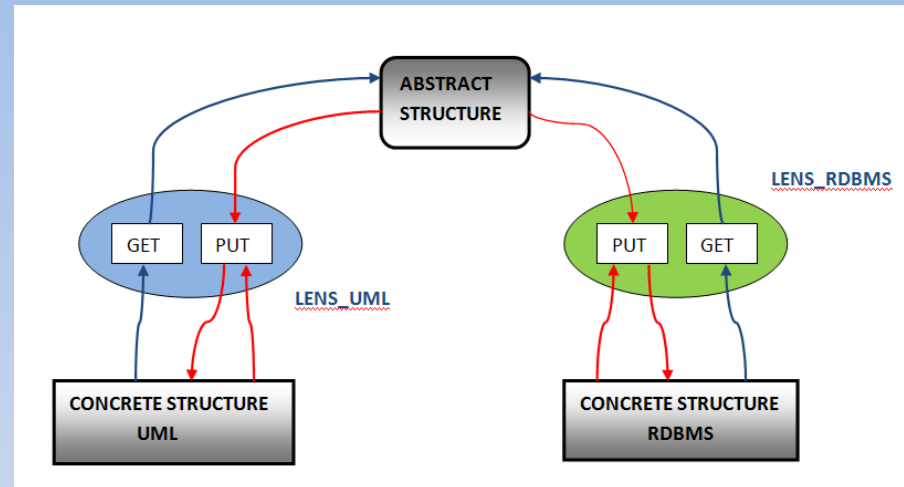 ABSTRACT
STRUCTURE
LENS_RDBMS
GET
PUT
PUT
GET
LENS_UML
CONCRETE STRUCTURE
UML
CONCRETE STRUCTURE
RDBMS